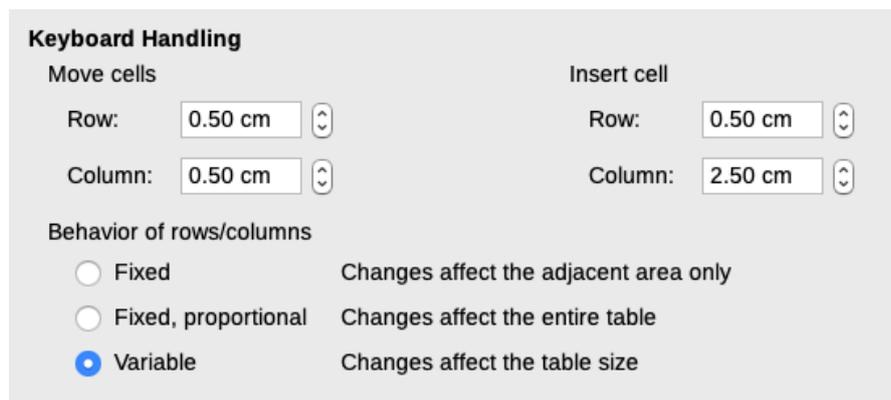 Keyboard Handling
Move cells Insert cell
Row: 0.50 cm Row: 0.50 cm
Column: 0.50 cm Column: 2.50 cm
Behavior of rows/columns
Fixed Changes affect the adjacent area only
Fixed, proportional Changes affect the entire table
Variable Changes affect the table size